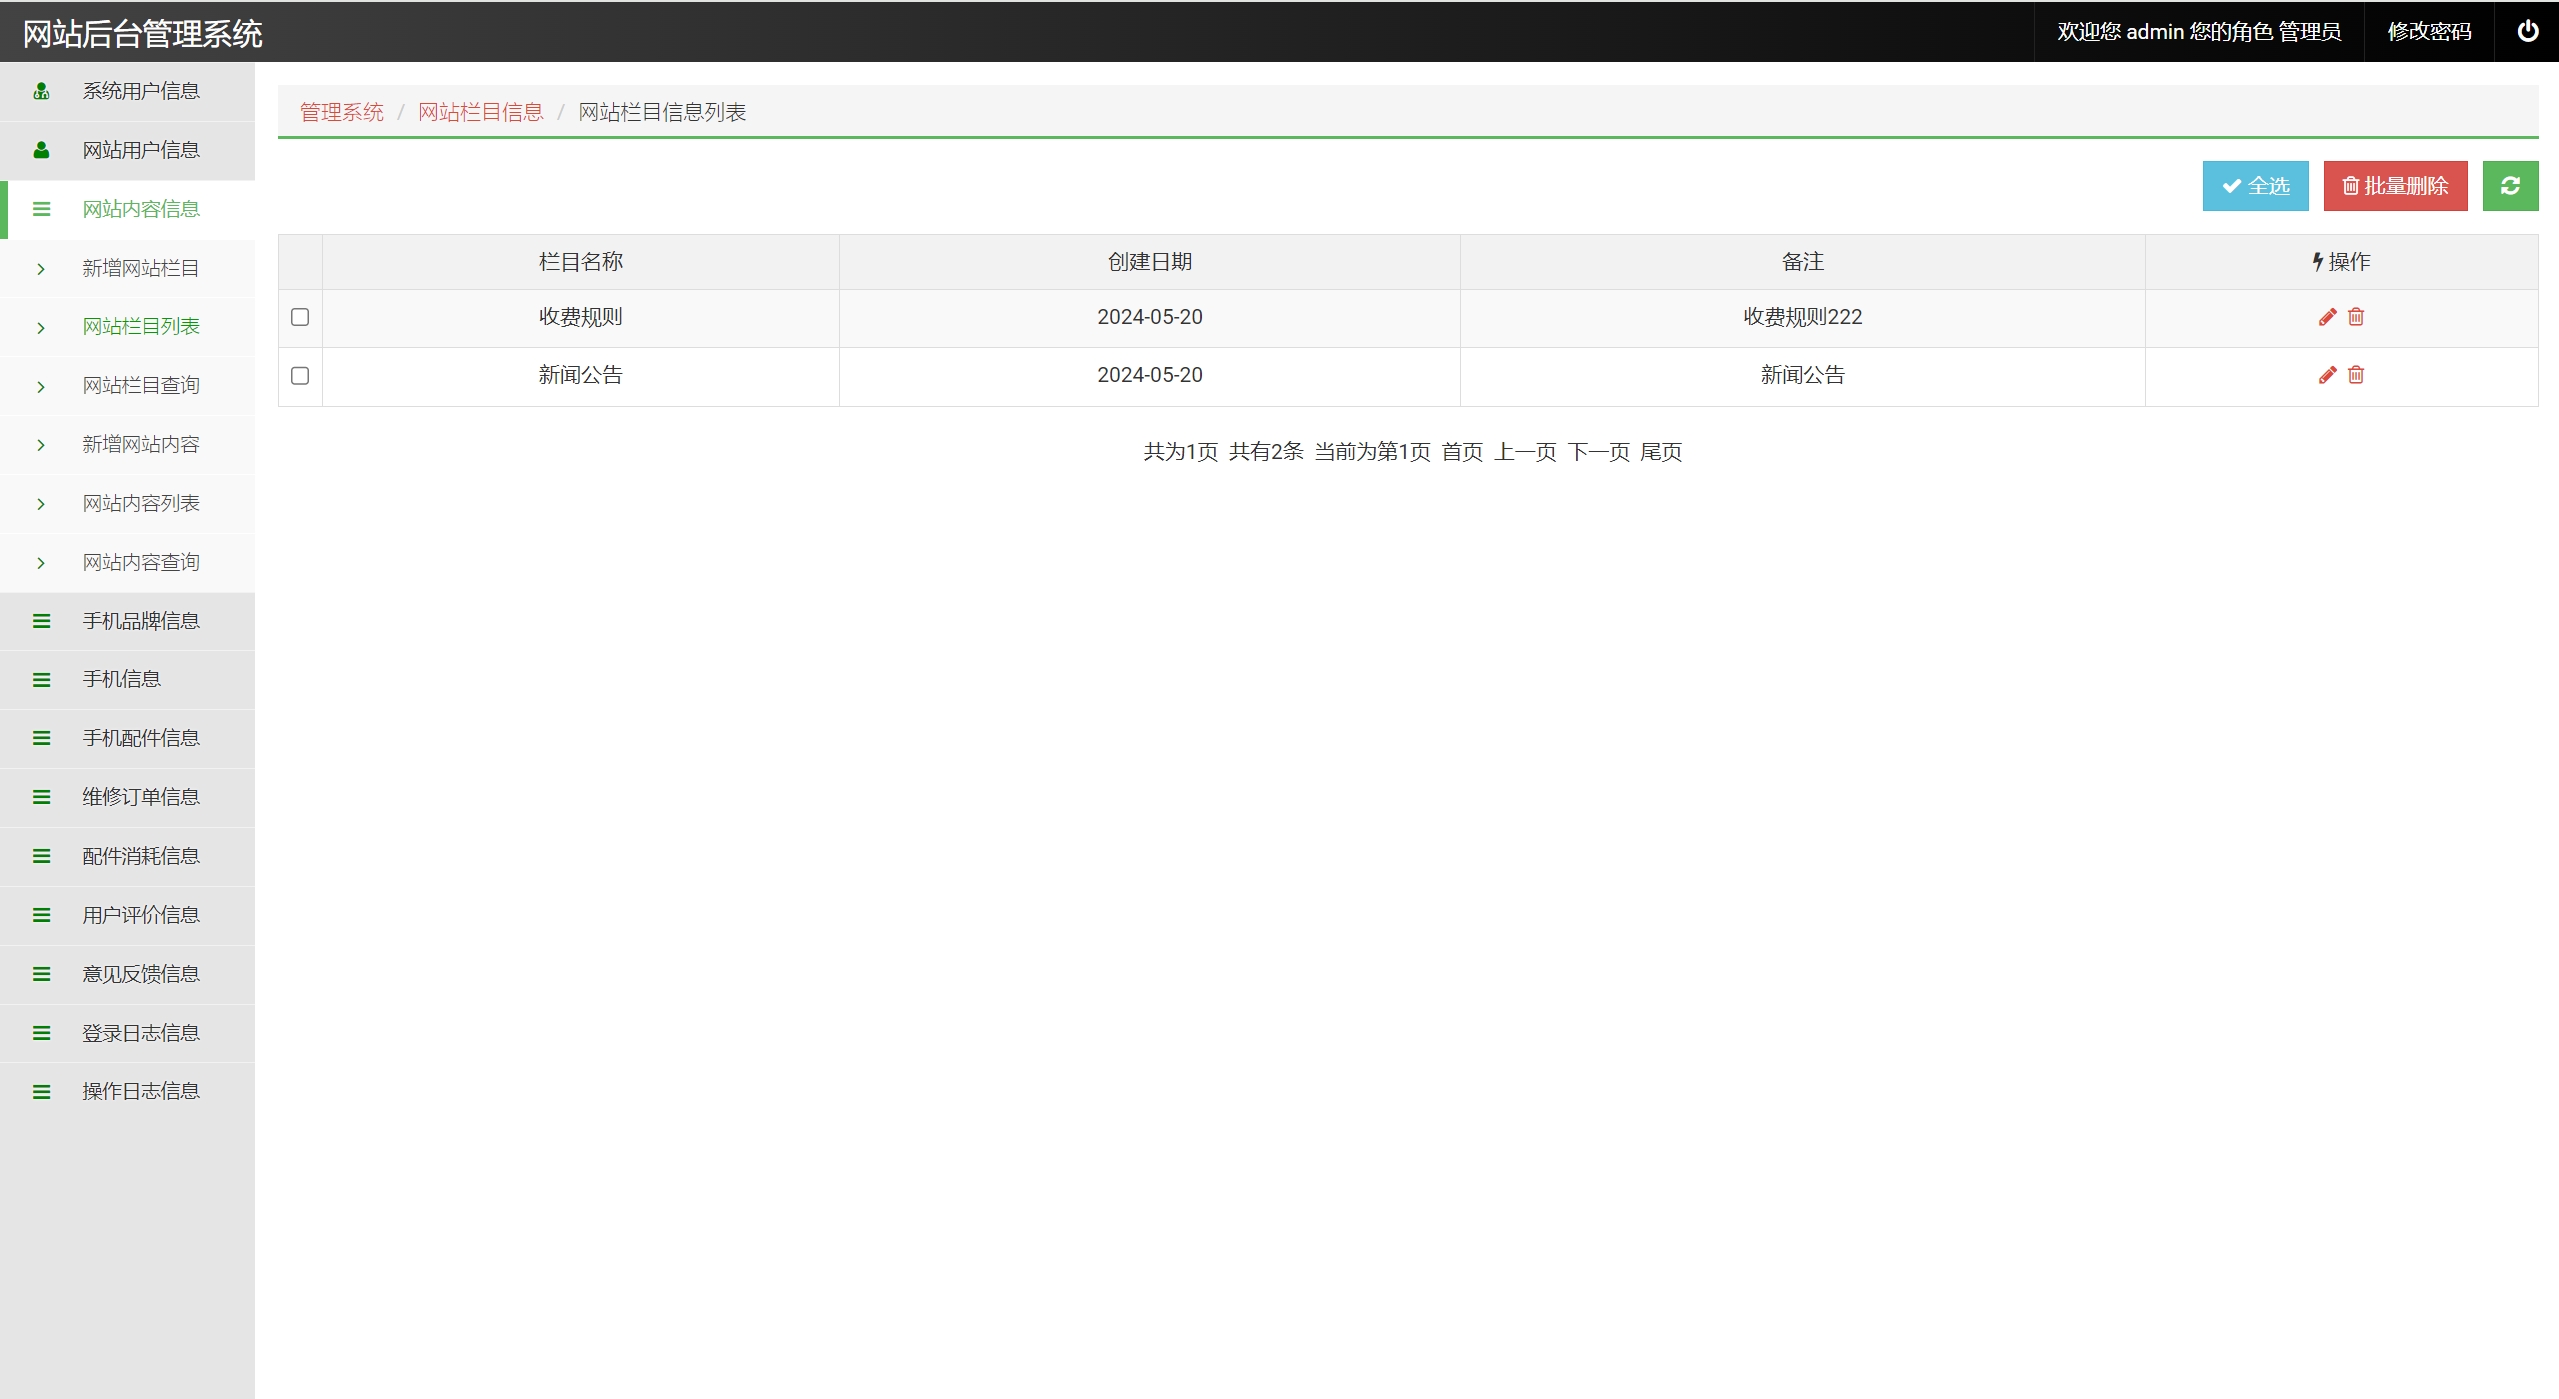 网站后台管理系统
欢迎您 admin 您的角色 管理员
修改密码
系统用户信息
网站用户信息
网站内容信息
新增网站栏目
网站栏目列表
网站栏目查询
新增网站内容
网站内容列表
网站内容查询
手机品牌信息
手机信息
手机配件信息
维修订单信息
配件消耗信息
用户评价信息
意见反馈信息
登录日志信息
操作日志信息
管理系统 / 网站栏目信息 / 网站栏目信息列表
全选
批量删除
栏目名称 创建日期 备注 操作
收费规则 2024-05-20 收费规则222
新闻公告 2024-05-20 新闻公告
共为1页 共有2条 当前为第1页 首页 上一页 下一页 尾页